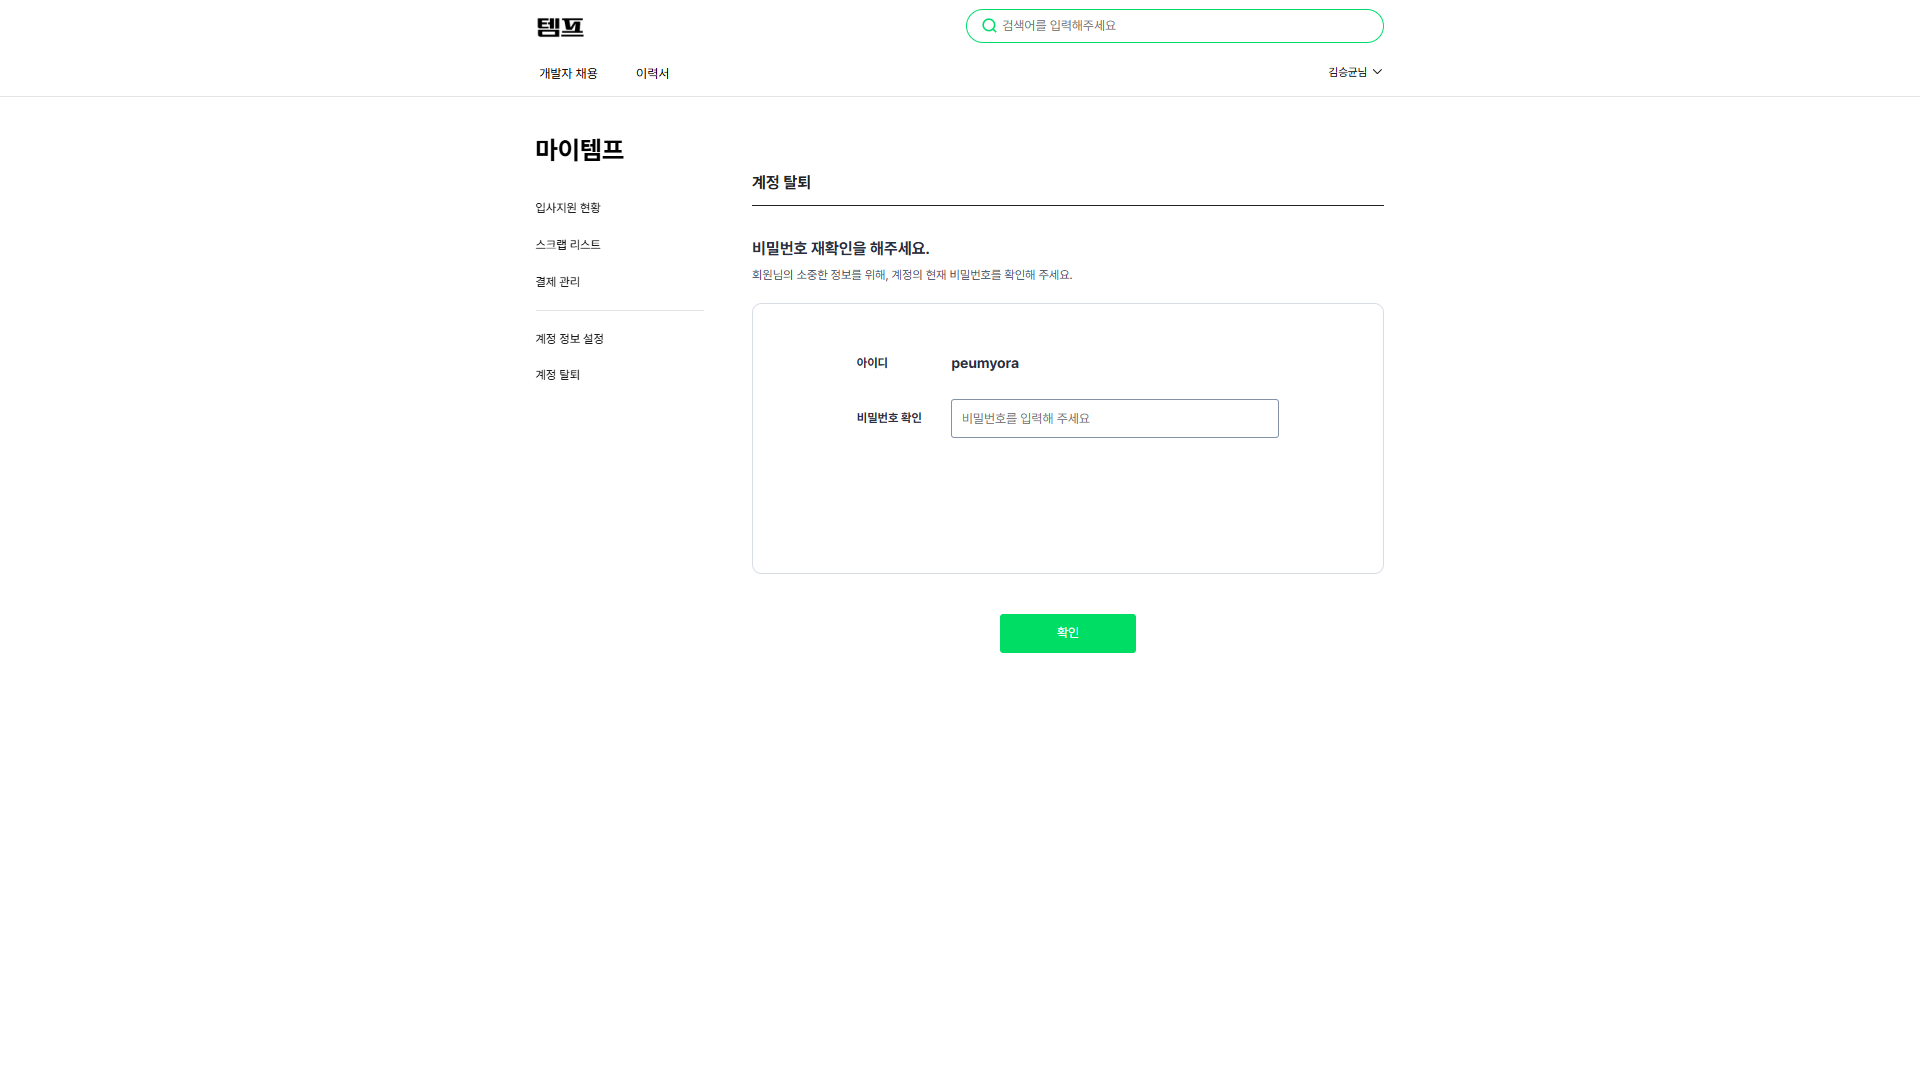 템프
검색어를 입력해주세요
개발자 채용
이력서
김승균님
마이템프
입사지원 현황
스크랩 리스트
결제 관리
계정 정보 설정
계정 탈퇴
계정 탈퇴
비밀번호 재확인을 해주세요.
회원님의 소중한 정보를 위해, 계정의 현재 비밀번호를 확인해 주세요.
아이디
peumyora
비밀번호 확인
비밀번호를 입력해 주세요
확인